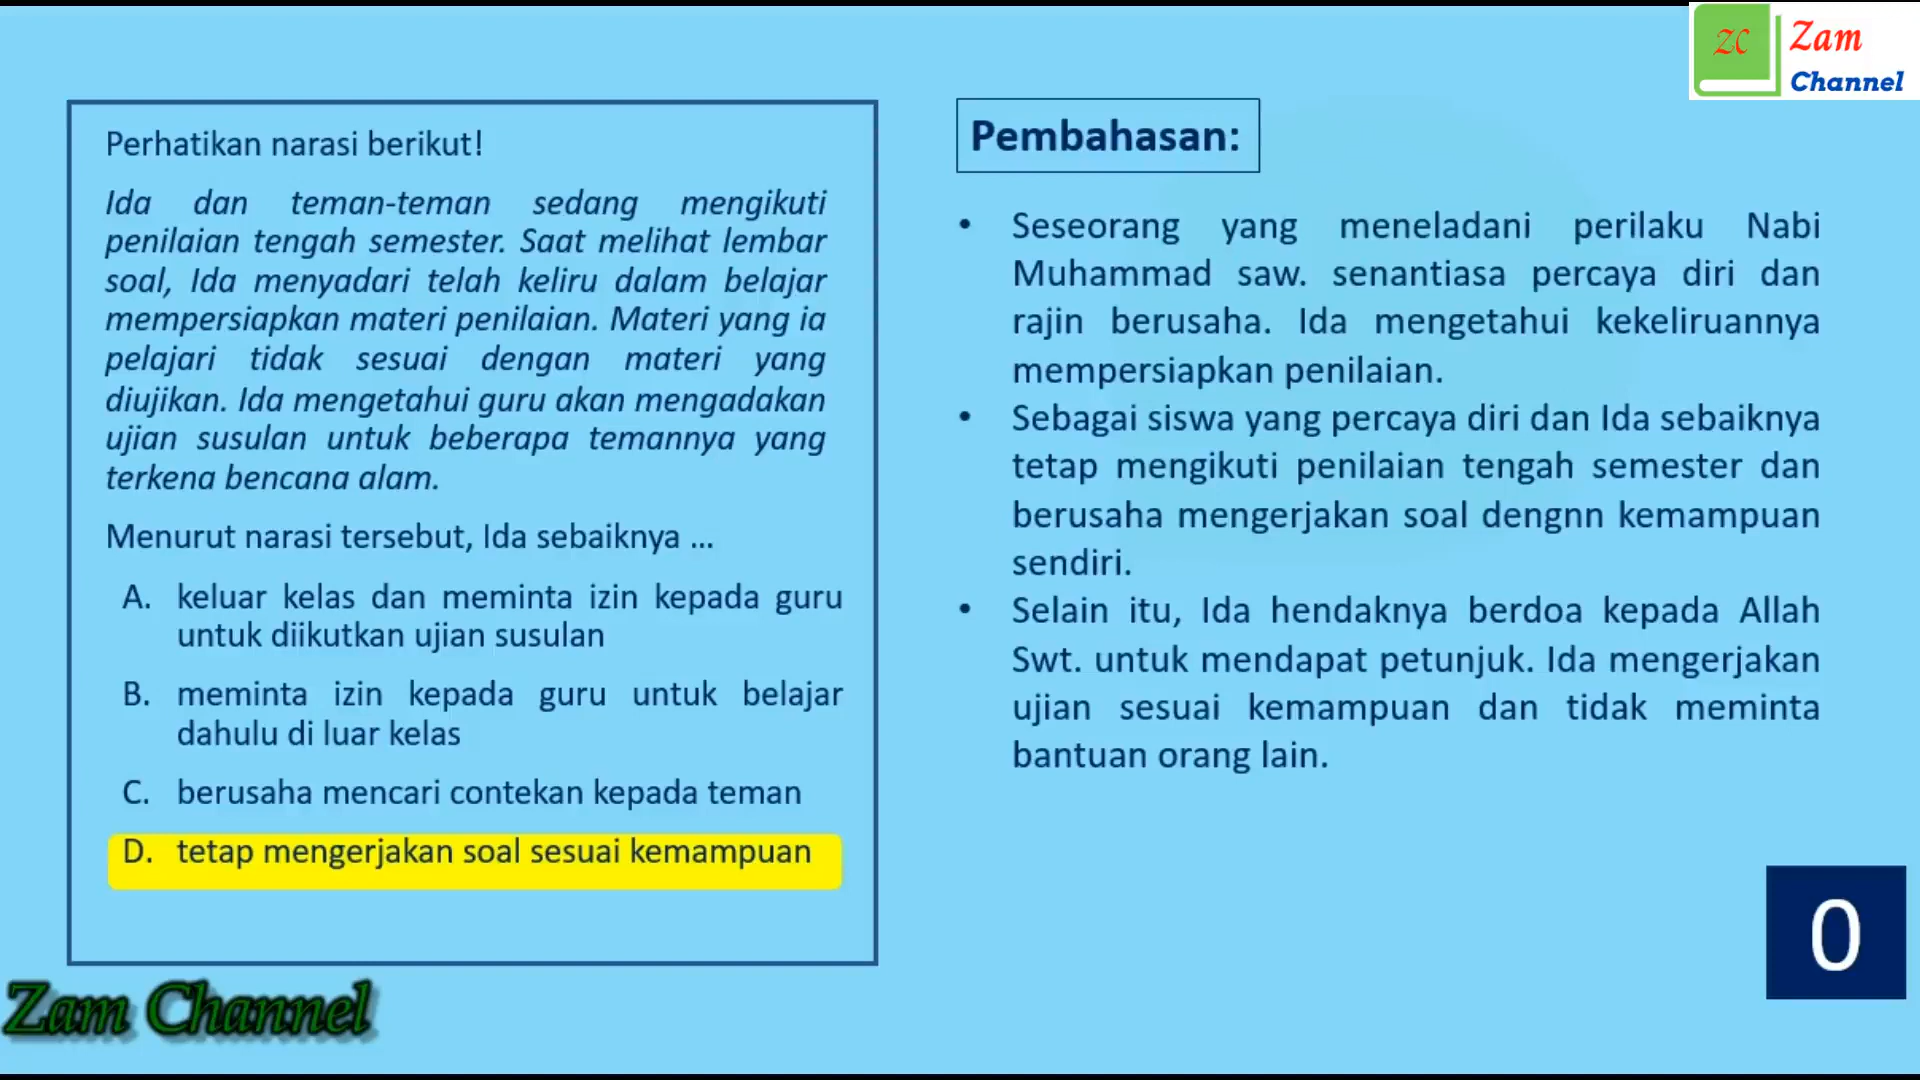 ZC
Zam
Channel
Perhatikan narasi berikut!
Ida dan teman-teman sedang mengikuti
penilaian tengah semester. Saat melihat lembar
soal, Ida menyadari telah keliru dalam belajar
mempersiapkan materi penilaian. Materi yang ia
pelajari tidak sesuai dengan materi yang
diujikan. Ida mengetahui guru akan mengadakan
ujian susulan untuk beberapa temannya yang
terkena bencana alam.
Menurut narasi tersebut, Ida sebaiknya ...
A. keluar kelas dan meminta izin kepada guru
untuk diikutkan ujian susulan
B. meminta izin kepada guru untuk belajar
dahulu di luar kelas
C. berusaha mencari contekan kepada teman
D. tetap mengerjakan soal sesuai kemampuan
Pembahasan:
• Seseorang yang meneladani perilaku Nabi
Muhammad saw. senantiasa percaya diri dan
rajin berusaha. Ida mengetahui kekeliruannya
mempersiapkan penilaian.
• Sebagai siswa yang percaya diri dan Ida sebaiknya
tetap mengikuti penilaian tengah semester dan
berusaha mengerjakan soal dengnn kemampuan
sendiri.
• Selain itu, Ida hendaknya berdoa kepada Allah
Swt. untuk mendapat petunjuk. Ida mengerjakan
ujian sesuai kemampuan dan tidak meminta
bantuan orang lain.
0
Zam Channel